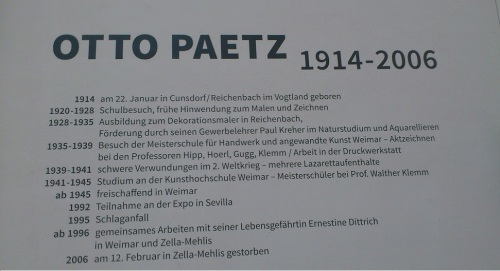 OTTO PAETZ 1914-2006
1914 am 22. Januar in Cunsdorf/Reichenbach im Vogtland geboren
1920-1928 Schulbesuch, frühe Hinwendung zum Malen und Zeichnen
1928-1935 Ausbildung zum Dekorationsmaler in Reichenbach,
Förderung durch seinen Gewerbelehrer Paul Kreher im Naturstudium und Aquarellieren
1935-1939 Besuch der Meisterschule für Handwerk und angewandte Kunst Weimar – Aktzeichnen
bei den Professoren Hipp, Hoerl, Gugg, Klemm / Arbeit in der Druckwerkstatt
1939-1941 schwere Verwundungen im 2. Weltkrieg – mehrere Lazarettaufenthalte
1941-1945 Studium an der Kunsthochschule Weimar – Meisterschüler bei Prof. Walther Klemm
ab 1945 freischaffend in Weimar
1992 Teilnahme an der Expo in Sevilla
1995 Schlaganfall
ab 1996 gemeinsames Arbeiten mit seiner Lebensgefährtin Ernestine Dittrich
in Weimar und Zella-Mehlis
2006 am 12. Februar in Zella-Mehlis gestorben